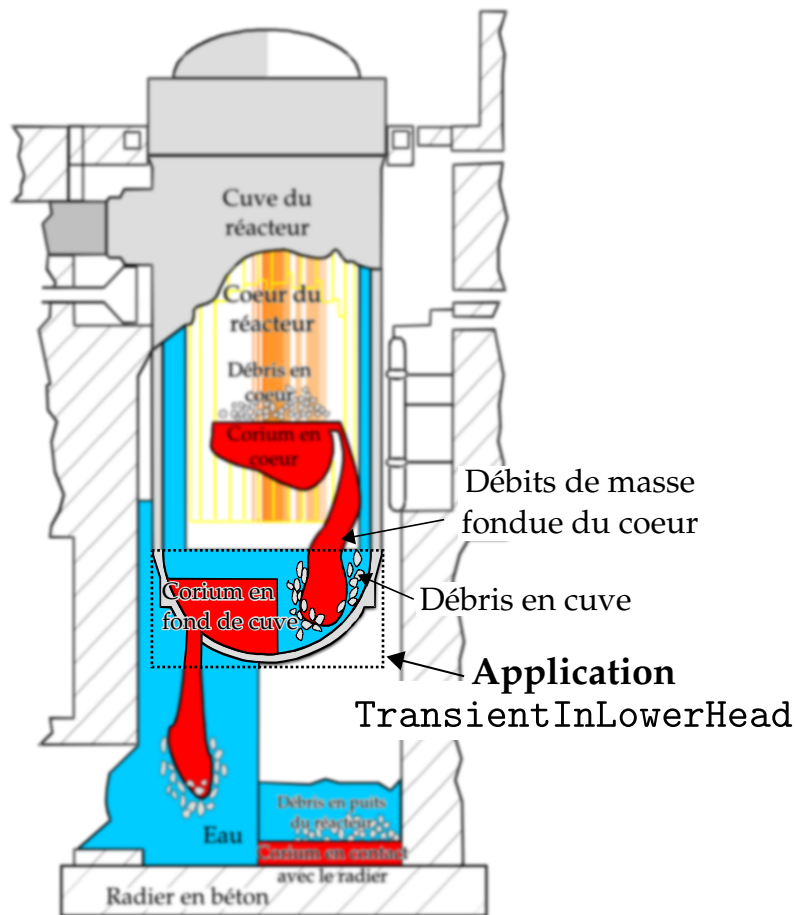 Cuve du
réacteur
Coeur du
réacteur
Débris en
coeur
Corium en
coeur
Débits de masse
fondue du coeur
Corium en
fond de cuve
Débris en cuve
Application
TransientInLowerHead
Débris en puits
du réacteur
Eau
Corium en contact
avec le radier
Radier en béton